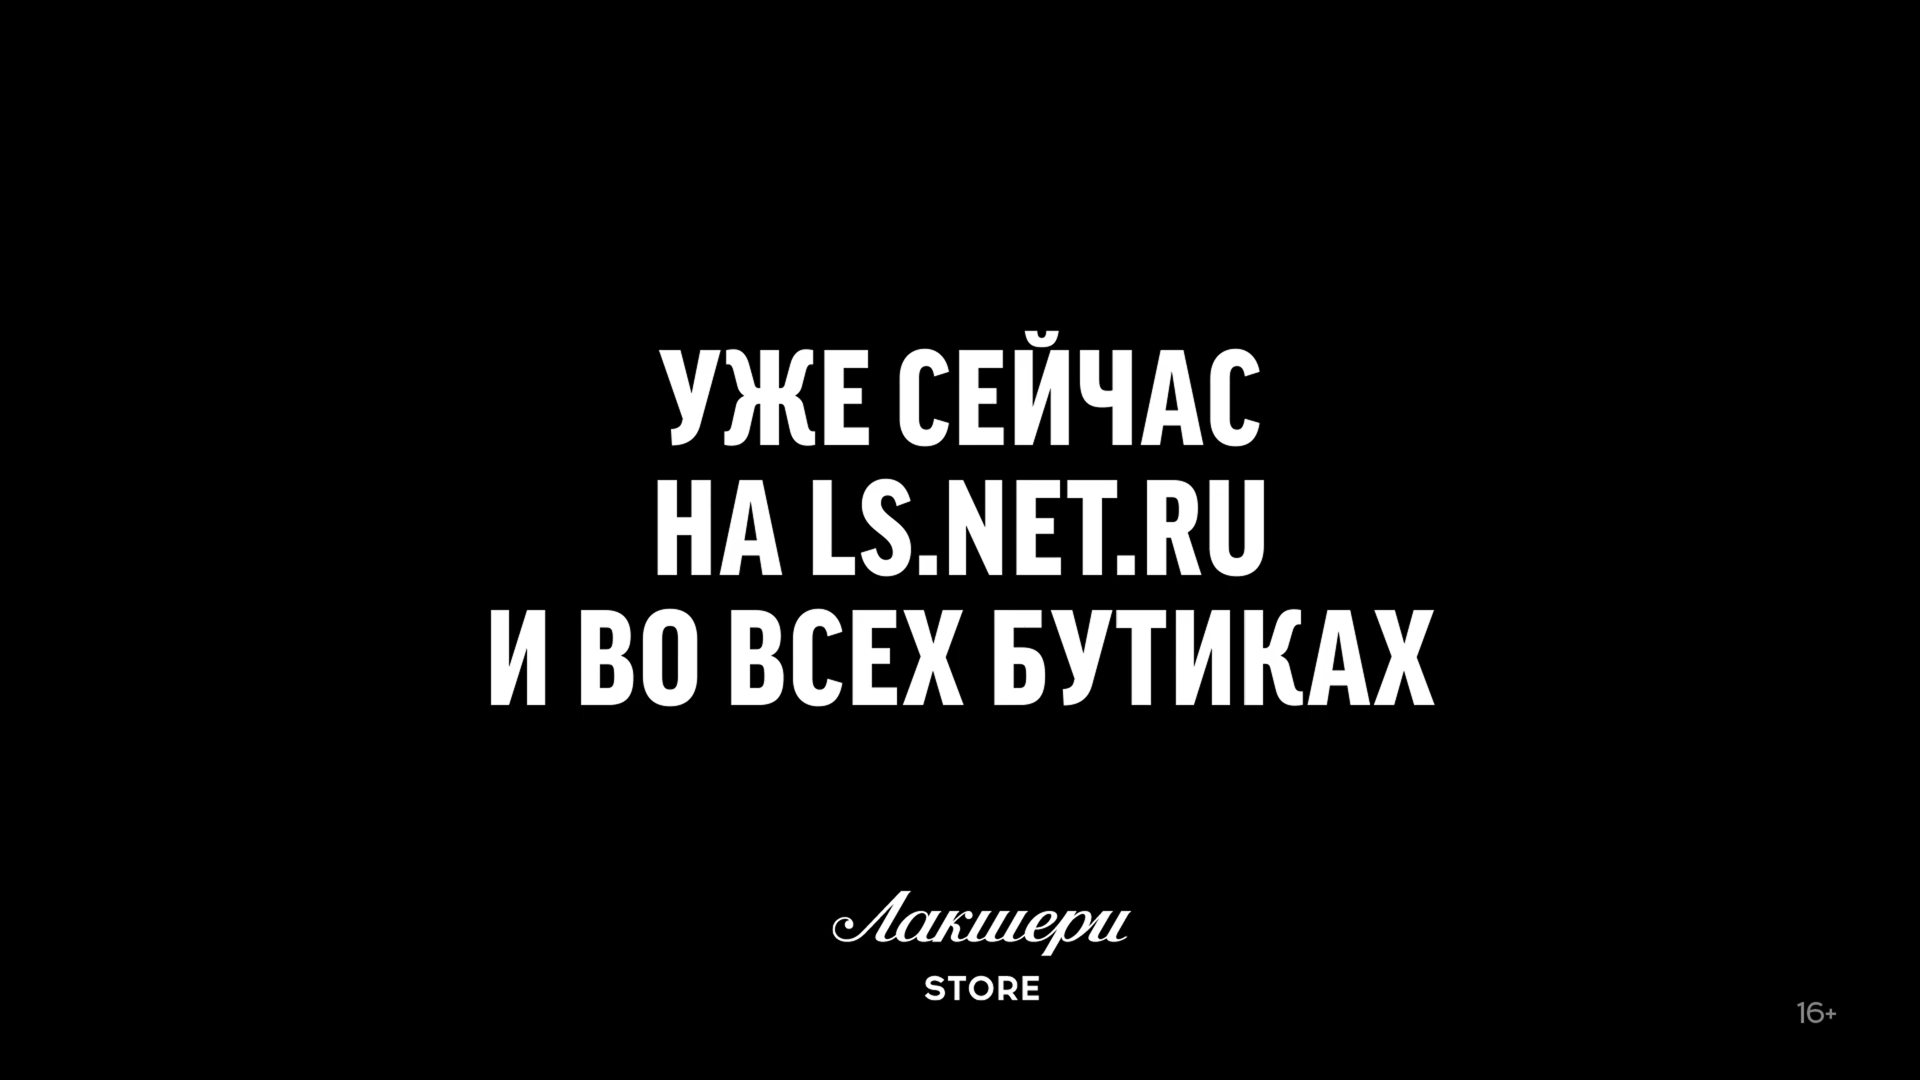 УЖЕ СЕЙЧАС
НА LS.NET.RU
И ВО ВСЕХ БУТИКАХ
Лакшери
STORE
16+